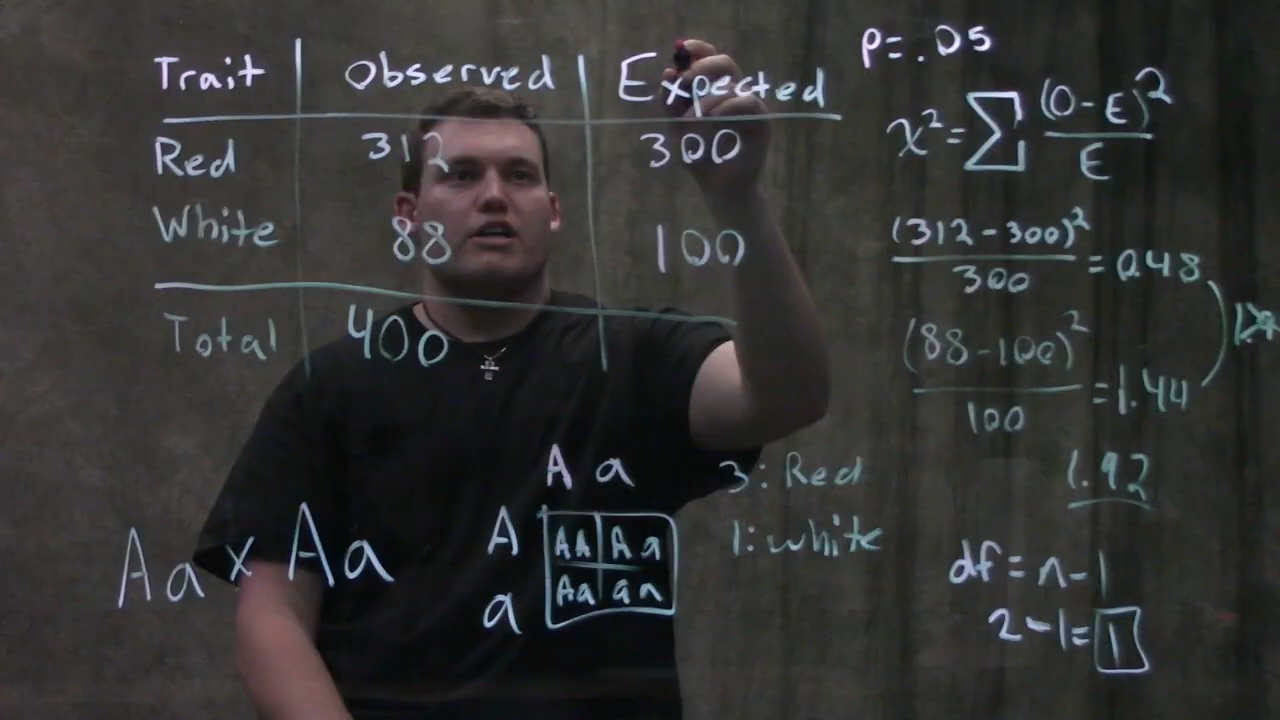 Trait Observed Expected
Red 312 300
White 88 100
Total 400
Aa x Aa
A a
A AA Aa
a Aa aa
3: Red
1: white
p=.05
χ²=∑ (O-E)²/E
(312-300)²/300 =0.48
(88-100)²/100 =1.44
1.92
df=n-1
2-1=1